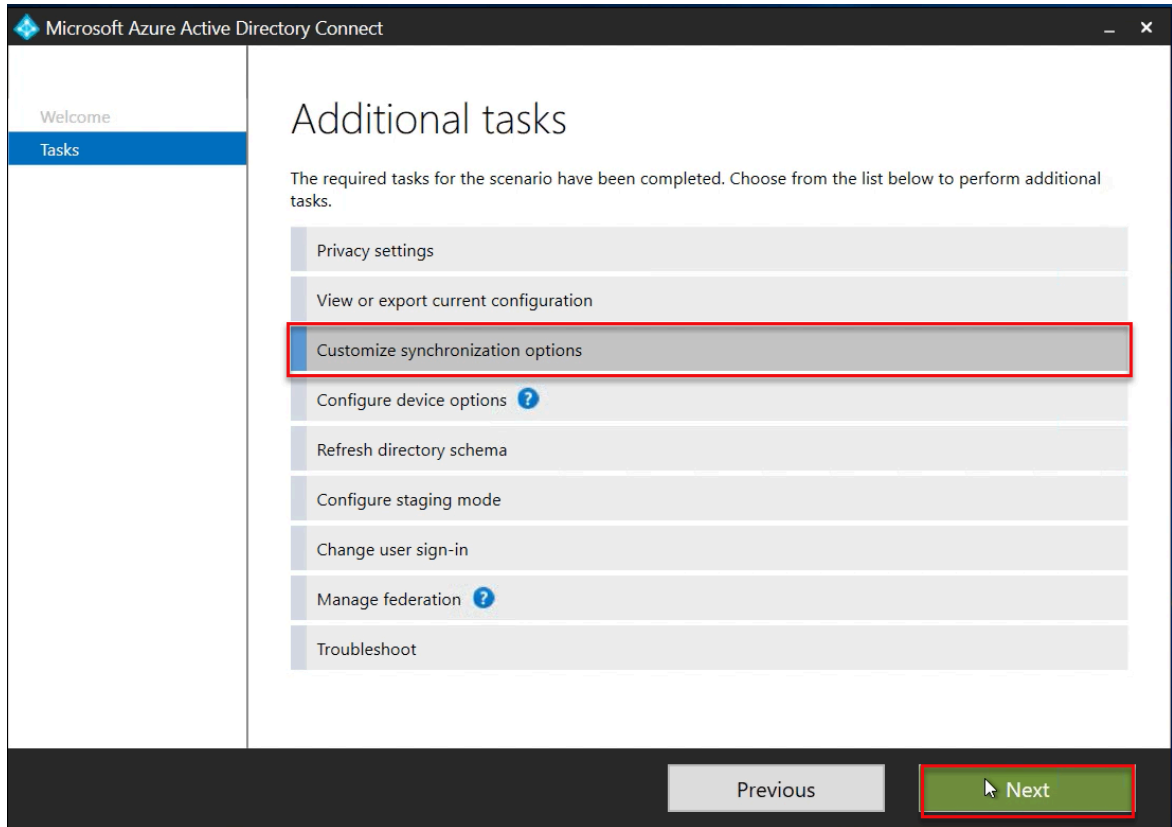 Microsoft Azure Active Directory Connect
Welcome
Tasks
Additional tasks
The required tasks for the scenario have been completed. Choose from the list below to perform additional
tasks.
Privacy settings
View or export current configuration
Customize synchronization options
Configure device options ?
Refresh directory schema
Configure staging mode
Change user sign-in
Manage federation ?
Troubleshoot
Previous
Next